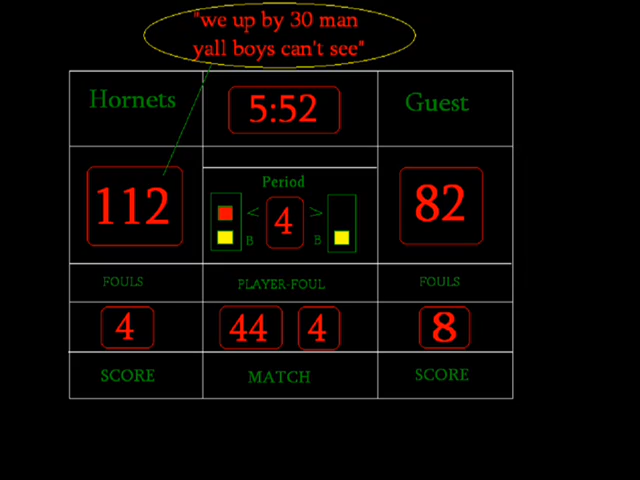 "we up by 30 man
yall boys can't see"
Hornets
5:52
Guest
112
Period
82
<
4
>
B
B
FOULS
PLAYER-FOUL
FOULS
4
44
4
8
SCORE
MATCH
SCORE